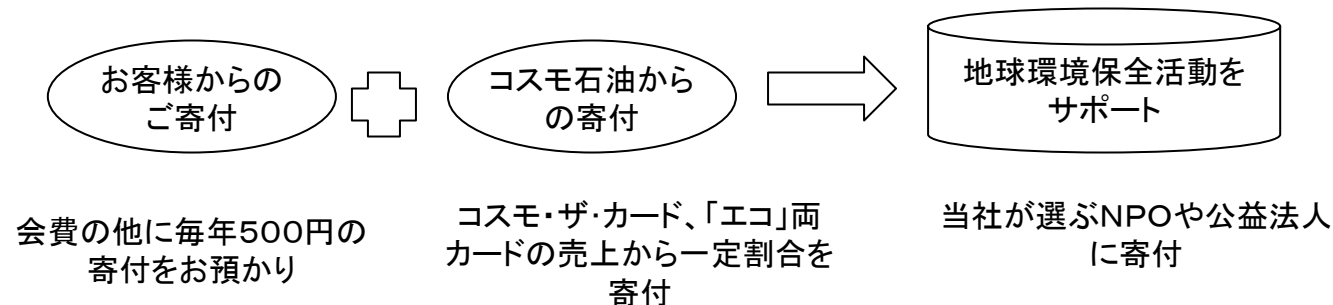 お客様からの
ご寄付
コスモ石油から
の寄付
地球環境保全活動を
サポート
会費の他に毎年500円の
寄付をお預かり
コスモ・ザ・カード、「エコ」両
カードの売上から一定割合を
寄付
当社が選ぶNPOや公益法人
に寄付